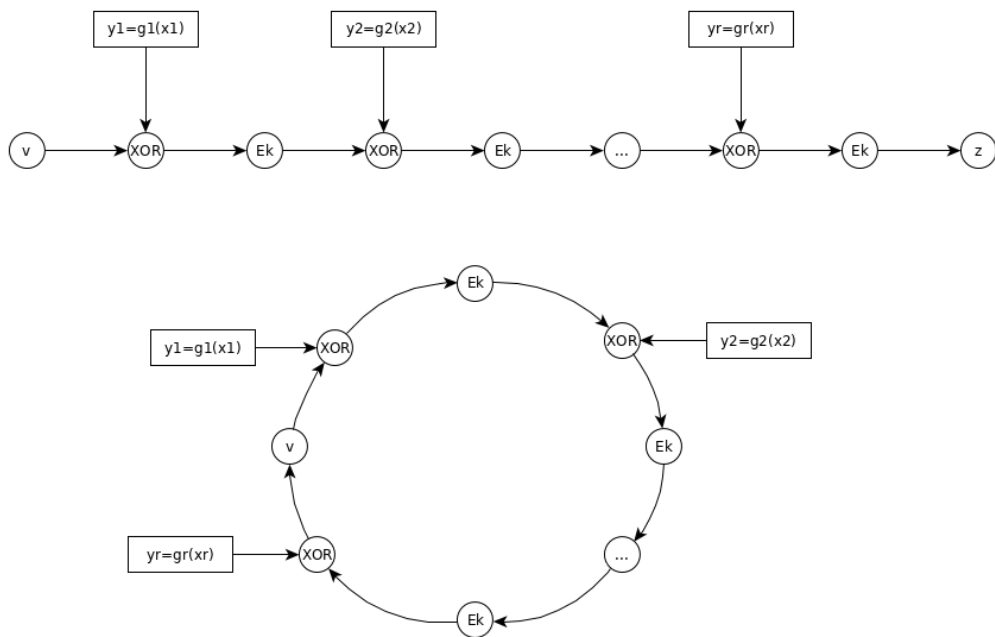 y1=g1(x1)
y2=g2(x2)
yr=gr(xr)
v
XOR
Ek
XOR
Ek
...
XOR
Ek
z
Ek
y1=g1(x1)
XOR
XOR
y2=g2(x2)
v
Ek
yr=gr(xr)
XOR
...
Ek